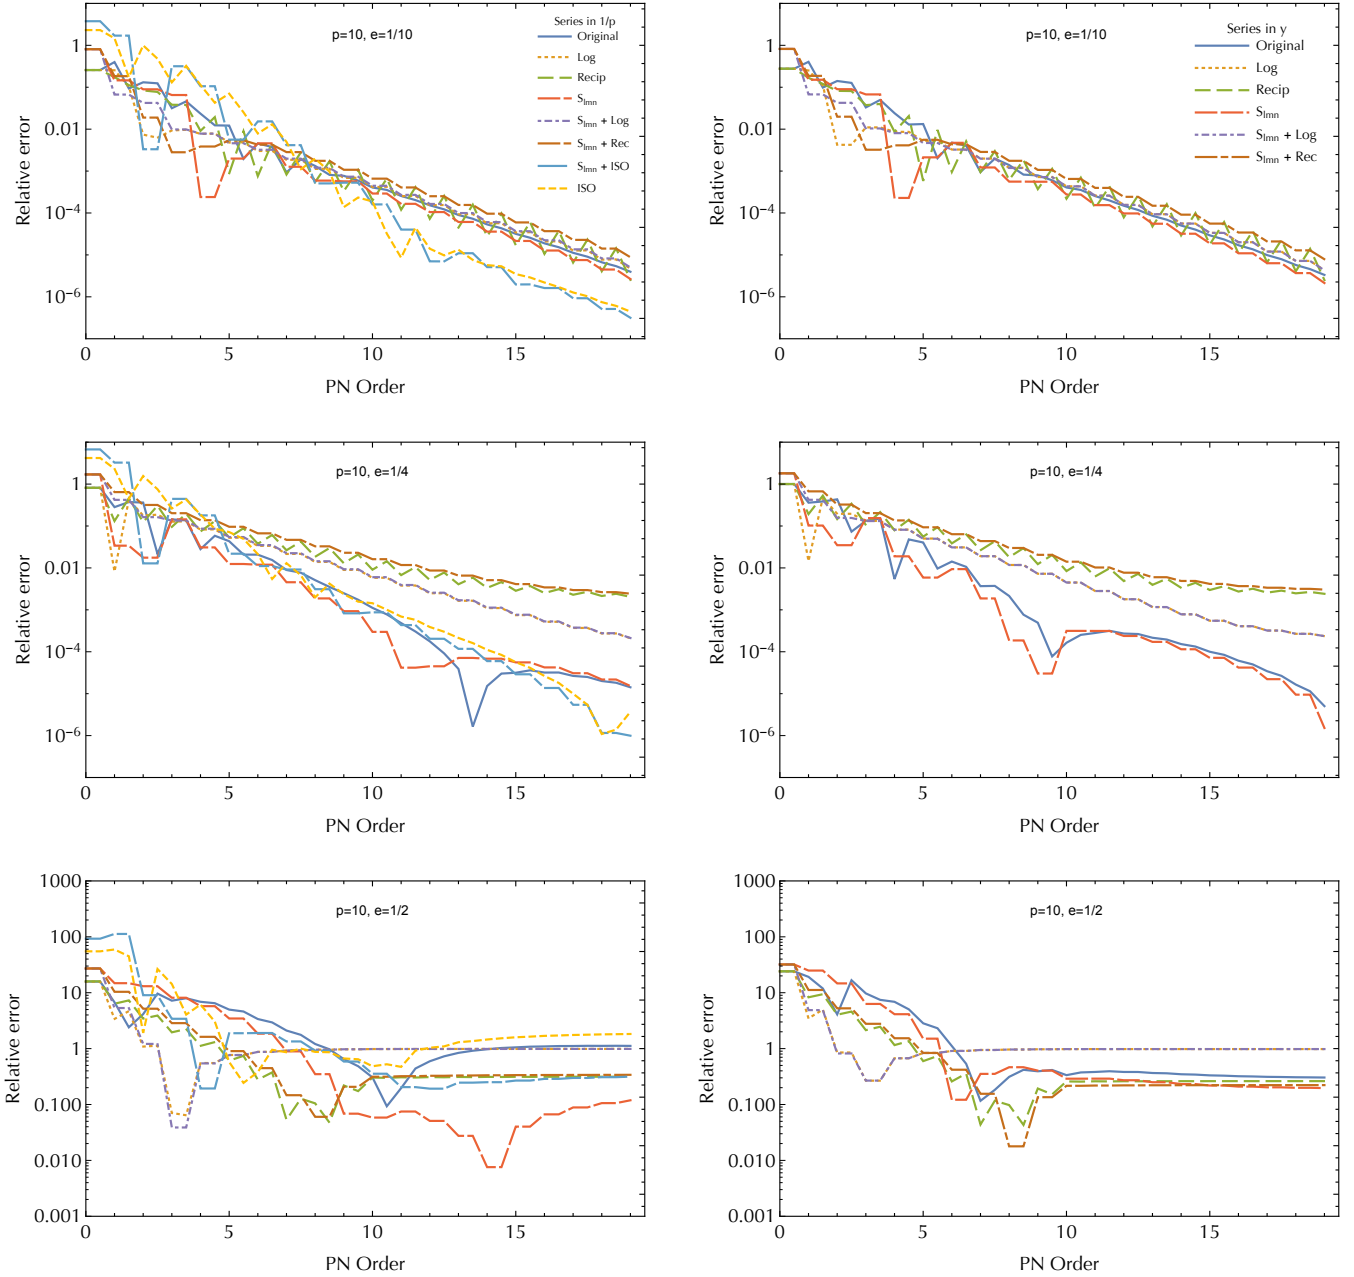 p=10, e=1/10
Series in 1/p
Original
Log
Recip
Slmn
Slmn + Log
Slmn + Rec
Slmn + ISO
ISO
Relative error
1
0.01
10−4
10−6
0
5
10
15
PN Order
p=10, e=1/10
Series in y
Original
Log
Recip
Slmn
Slmn + Log
Slmn + Rec
Relative error
1
0.01
10−4
10−6
0
5
10
15
PN Order
p=10, e=1/4
Relative error
1
0.01
10−4
10−6
0
5
10
15
PN Order
p=10, e=1/4
Relative error
1
0.01
10−4
10−6
0
5
10
15
PN Order
p=10, e=1/2
Relative error
1000
100
10
1
0.100
0.010
0.001
0
5
10
15
PN Order
p=10, e=1/2
Relative error
1000
100
10
1
0.100
0.010
0.001
0
5
10
15
PN Order